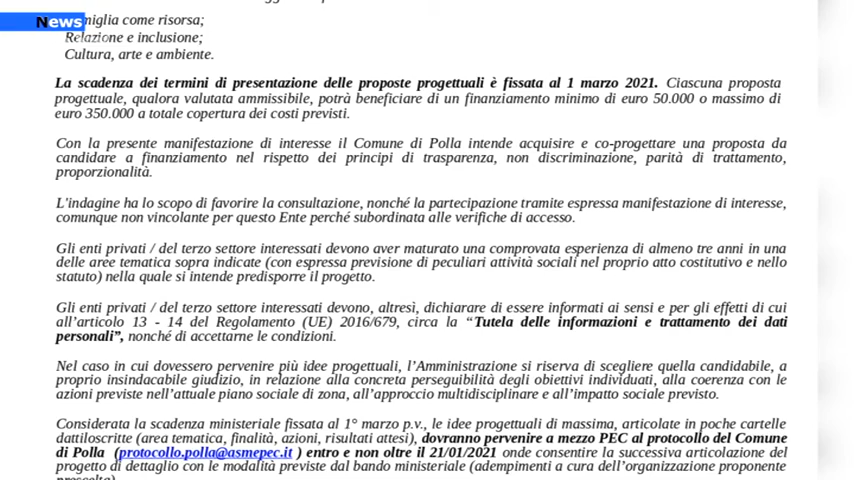 News
miglia come risorsa;
Relazione e inclusione;
Cultura, arte e ambiente.
La scadenza dei termini di presentazione delle proposte progettuali è fissata al 1 marzo 2021. Ciascuna proposta
progettuale, qualora valutata ammissibile, potrà beneficiare di un finanziamento minimo di euro 50.000 o massimo di
euro 350.000 a totale copertura dei costi previsti.
Con la presente manifestazione di interesse il Comune di Polla intende acquisire e co-progettare una proposta da
candidare a finanziamento nel rispetto dei principi di trasparenza, non discriminazione, parità di trattamento,
proporzionalità.
L'indagine ha lo scopo di favorire la consultazione, nonché la partecipazione tramite espressa manifestazione di interesse,
comunque non vincolante per questo Ente perché subordinata alle verifiche di accesso.
Gli enti privati / del terzo settore interessati devono aver maturato una comprovata esperienza di almeno tre anni in una
delle aree tematica sopra indicate (con espressa previsione di peculiari attività sociali nel proprio atto costitutivo e nello
statuto) nella quale si intende predisporre il progetto.
Gli enti privati / del terzo settore interessati devono, altresì, dichiarare di essere informati ai sensi e per gli effetti di cui
all'articolo 13 - 14 del Regolamento (UE) 2016/679, circa la “Tutela delle informazioni e trattamento dei dati
personali”, nonché di accettarne le condizioni.
Nel caso in cui dovessero pervenire più idee progettuali, l'Amministrazione si riserva di scegliere quella candidabile, a
proprio insindacabile giudizio, in relazione alla concreta perseguibilità degli obiettivi individuati, alla coerenza con le
azioni previste nell'attuale piano sociale di zona, all'approccio multidisciplinare e all'impatto sociale previsto.
Considerata la scadenza ministeriale fissata al 1° marzo p.v., le idee progettuali di massima, articolate in poche cartelle
dattiloscritte (area tematica, finalità, azioni, risultati attesi), dovranno pervenire a mezzo PEC al protocollo del Comune
di Polla (protocollo.polla@asmepec.it ) entro e non oltre il 21/01/2021 onde consentire la successiva articolazione del
progetto di dettaglio con le modalità previste dal bando ministeriale (adempimenti a cura dell'organizzazione proponente